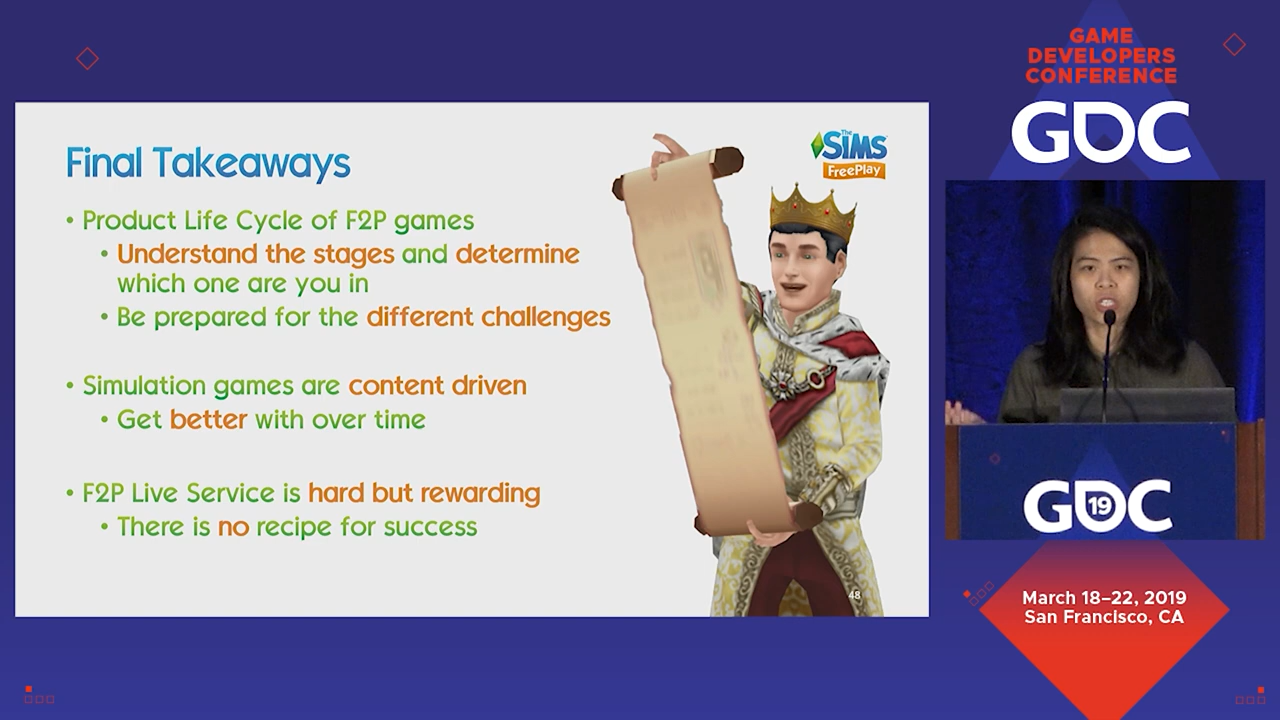 Final Takeaways
The SIMS
FreePlay
• Product Life Cycle of F2P games
• Understand the stages and determine
which one are you in
• Be prepared for the different challenges
• Simulation games are content driven
• Get better with over time
• F2P Live Service is hard but rewarding
• There is no recipe for success
48
GAME
DEVELOPERS
CONFERENCE
GDC
GDC 19
March 18–22, 2019
San Francisco, CA